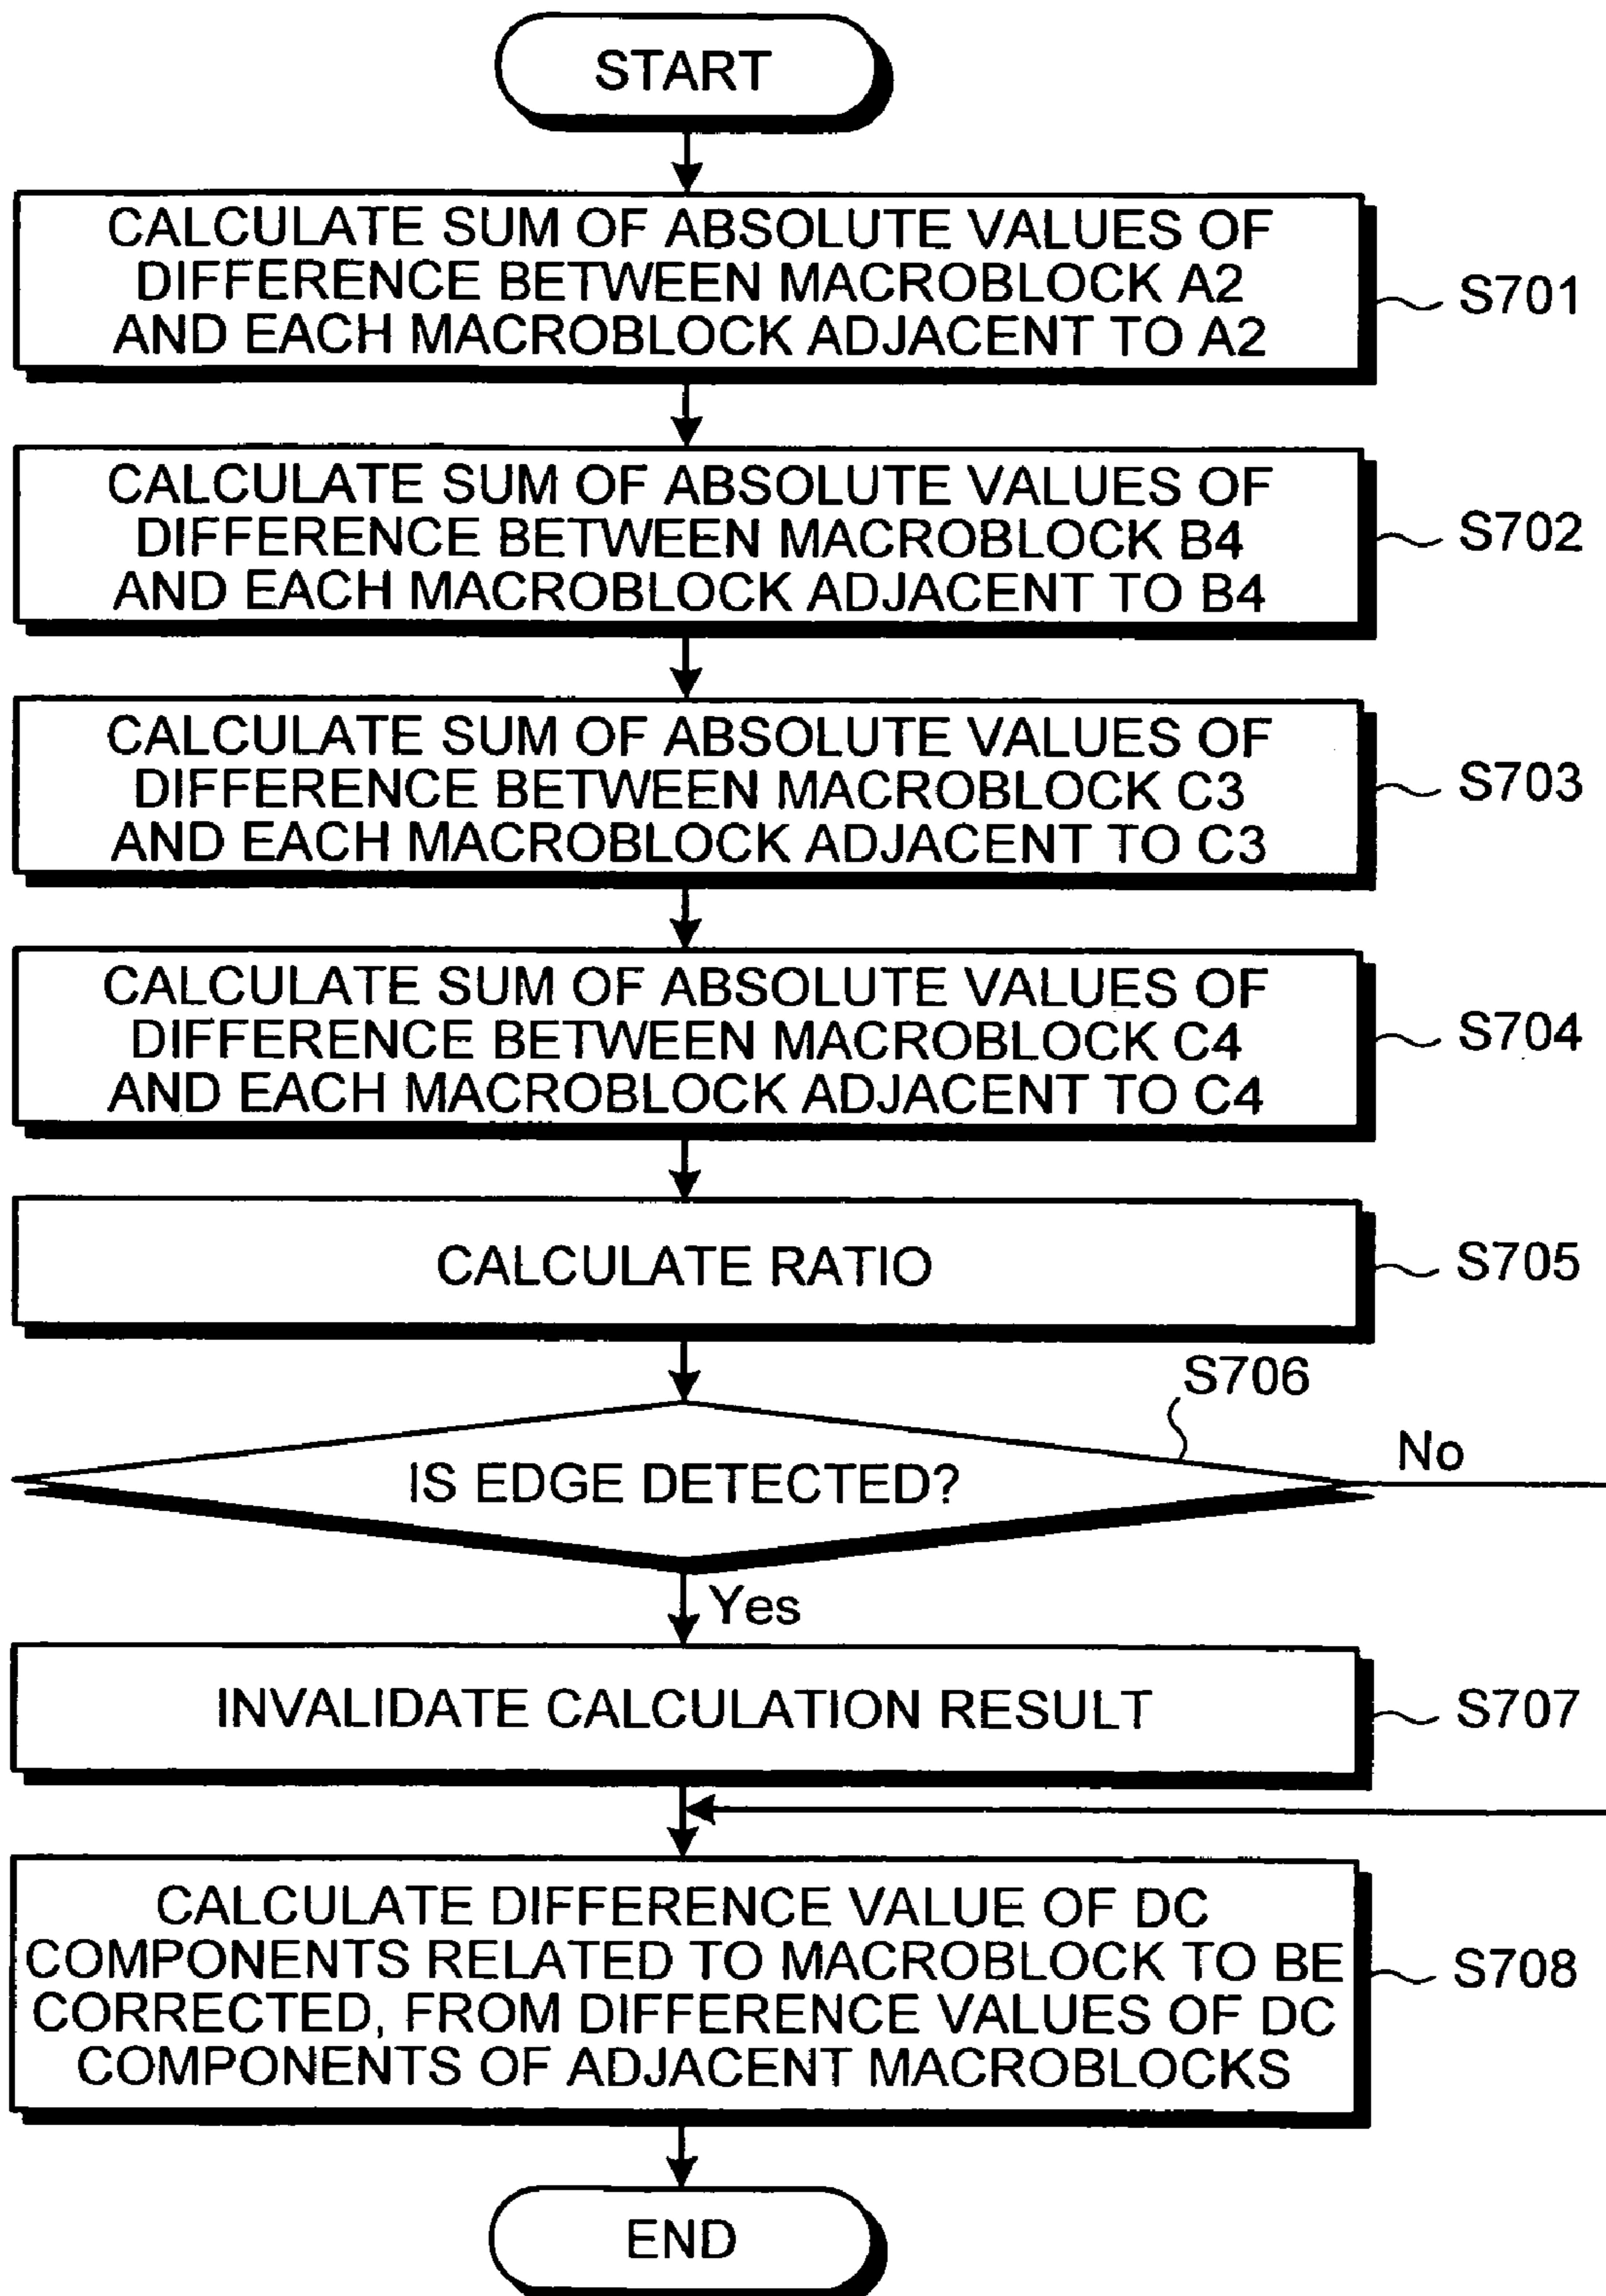 START
CALCULATE SUM OF ABSOLUTE VALUES OF
DIFFERENCE BETWEEN MACROBLOCK A2
AND EACH MACROBLOCK ADJACENT TO A2
S701
CALCULATE SUM OF ABSOLUTE VALUES OF
DIFFERENCE BETWEEN MACROBLOCK B4
AND EACH MACROBLOCK ADJACENT TO B4
S702
CALCULATE SUM OF ABSOLUTE VALUES OF
DIFFERENCE BETWEEN MACROBLOCK C3
AND EACH MACROBLOCK ADJACENT TO C3
S703
CALCULATE SUM OF ABSOLUTE VALUES OF
DIFFERENCE BETWEEN MACROBLOCK C4
AND EACH MACROBLOCK ADJACENT TO C4
S704
CALCULATE RATIO
S705
S706
IS EDGE DETECTED?
No
Yes
INVALIDATE CALCULATION RESULT
S707
CALCULATE DIFFERENCE VALUE OF DC
COMPONENTS RELATED TO MACROBLOCK TO BE
CORRECTED, FROM DIFFERENCE VALUES OF DC
COMPONENTS OF ADJACENT MACROBLOCKS
S708
END